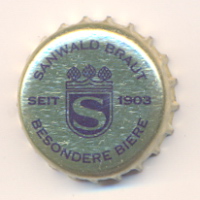 SANWALD BRAUT
SEIT S 1903
BESONDERE BIERE